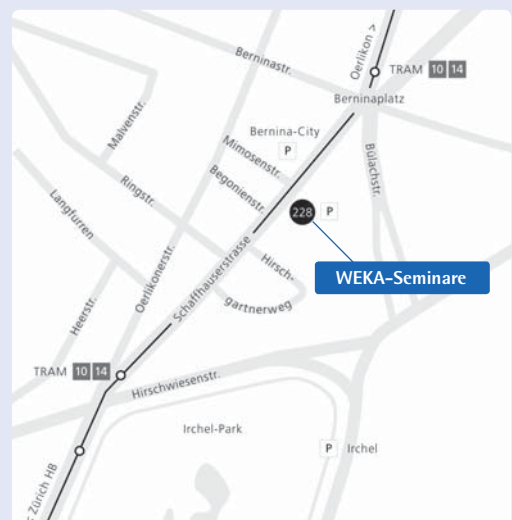 Oerlikon >
TRAM 10 14
Berninastr.
Berninaplatz
Malvenstr.
Bernina-City
P
Mimosenstr.
Bülachstr.
Begonienstr.
Ringstr.
Langfurren
228 P
Oerlikonerstr.
Schaffhauserstrasse
Hirsch-
gartnerweg
WEKA-Seminare
Heerstr.
TRAM 10 14
Hirschwiesenstr.
Irchel-Park
P Irchel
< Zürich HB